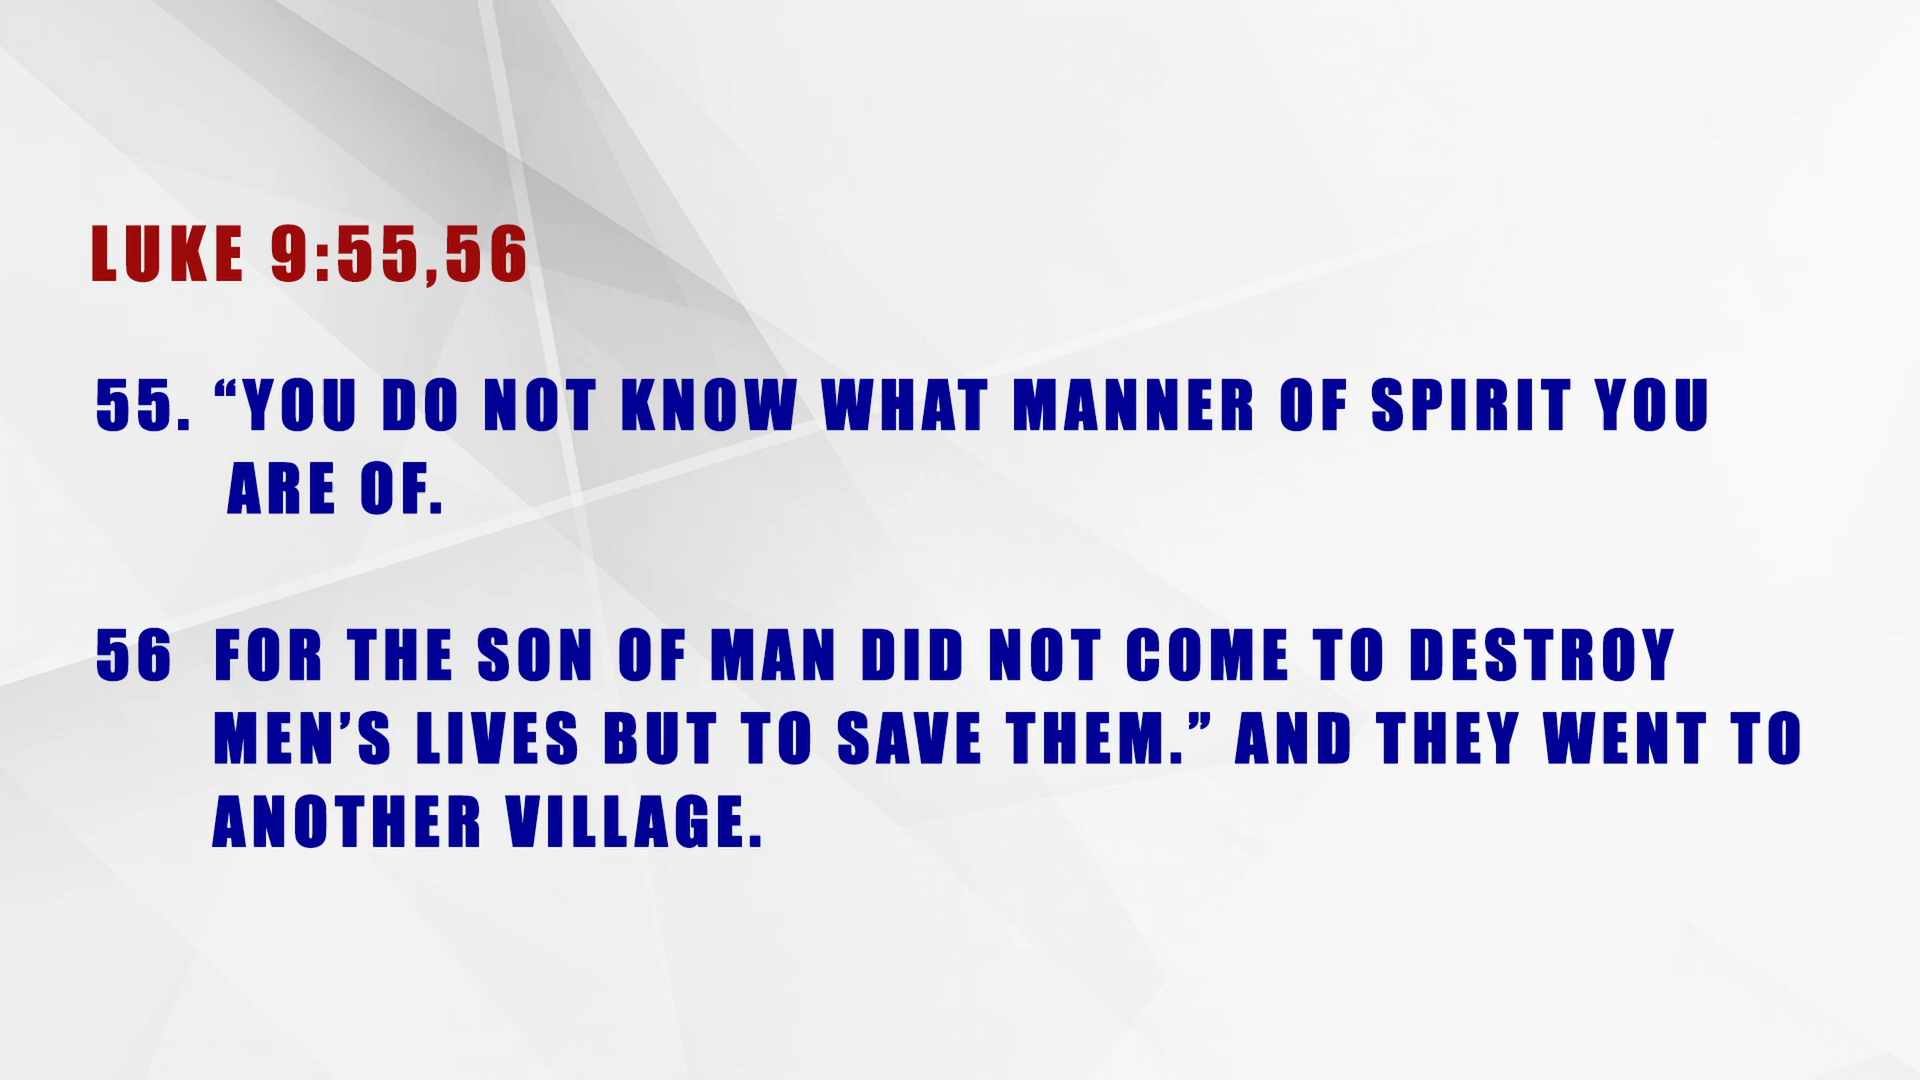 LUKE 9:55,56
55. “YOU DO NOT KNOW WHAT MANNER OF SPIRIT YOU
ARE OF.
56 FOR THE SON OF MAN DID NOT COME TO DESTROY
MEN’S LIVES BUT TO SAVE THEM.” AND THEY WENT TO
ANOTHER VILLAGE.